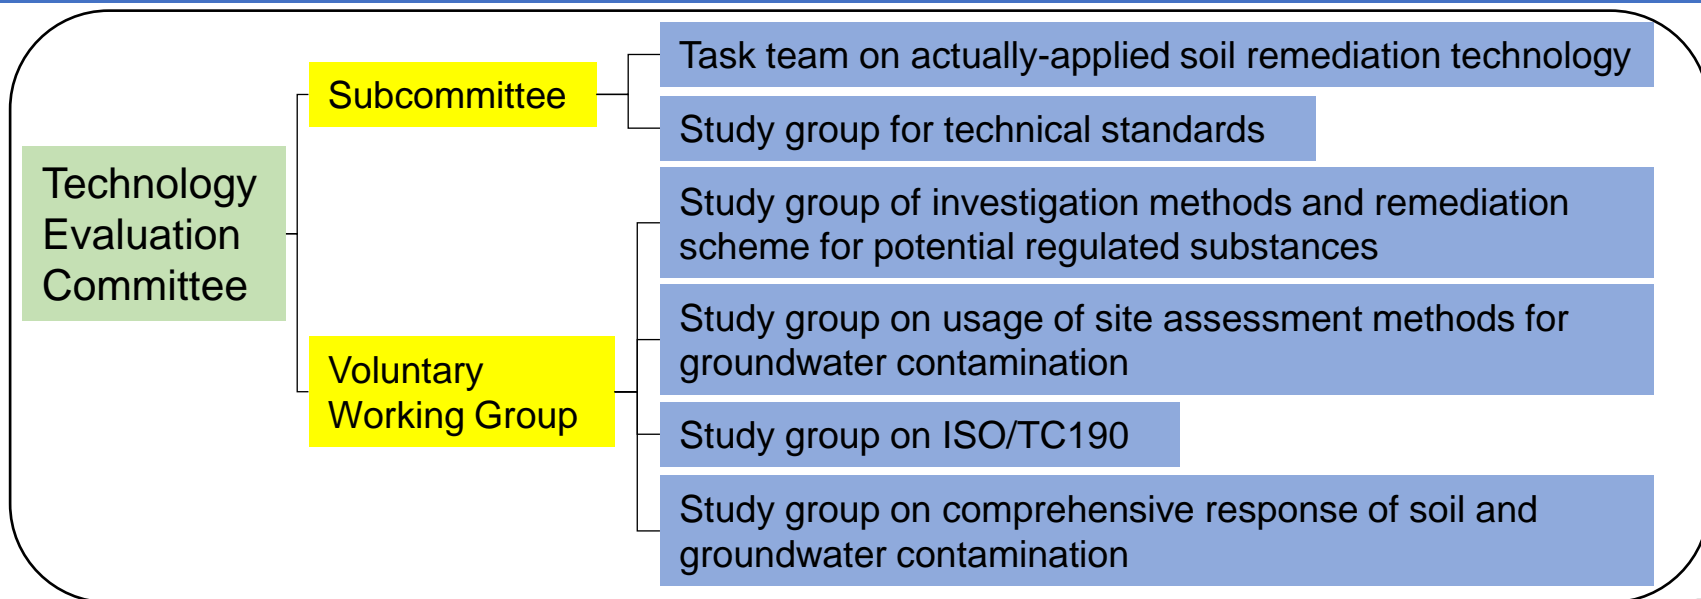 Technology
Evaluation
Committee
Subcommittee
Task team on actually-applied soil remediation technology
Study group for technical standards
Voluntary
Working Group
Study group of investigation methods and remediation
scheme for potential regulated substances
Study group on usage of site assessment methods for
groundwater contamination
Study group on ISO/TC190
Study group on comprehensive response of soil and
groundwater contamination